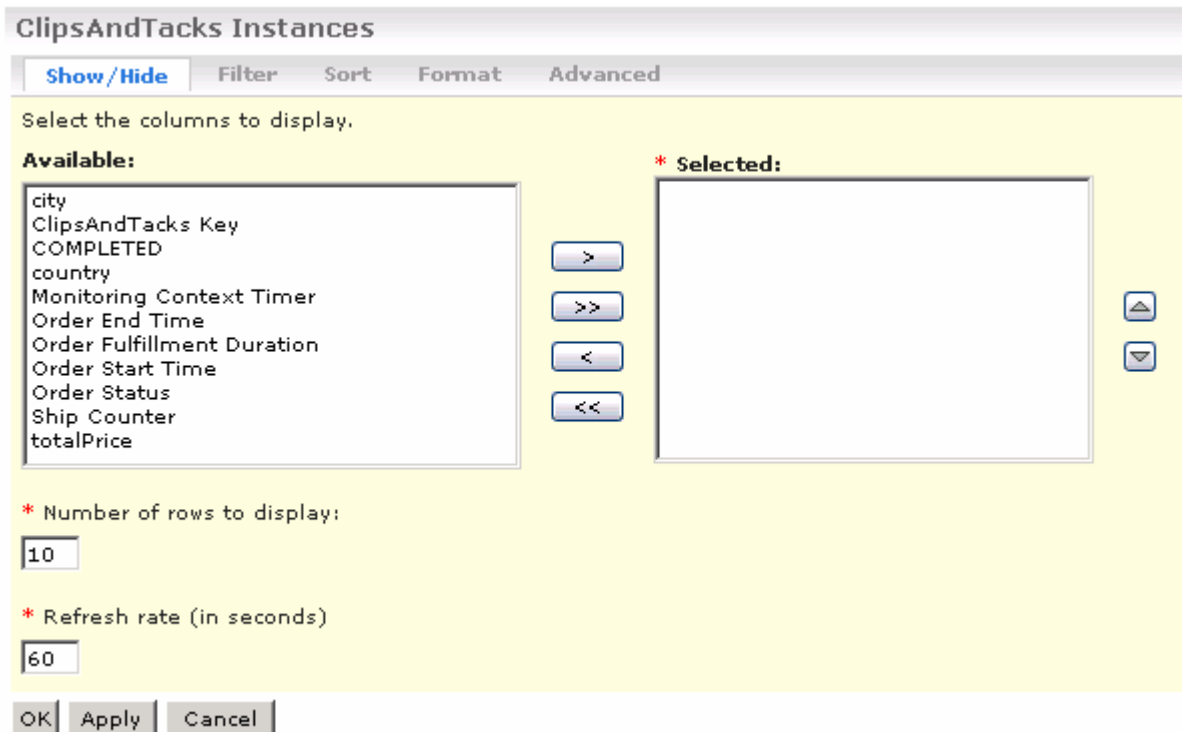 ClipsAndTacks Instances
Show/Hide Filter Sort Format Advanced
Select the columns to display.
Available:
* Selected:
city
ClipsAndTacks Key
COMPLETED
country
Monitoring Context Timer
Order End Time
Order Fulfillment Duration
Order Start Time
Order Status
Ship Counter
totalPrice
>
>>
<
<<
* Number of rows to display:
10
* Refresh rate (in seconds)
60
OK Apply Cancel